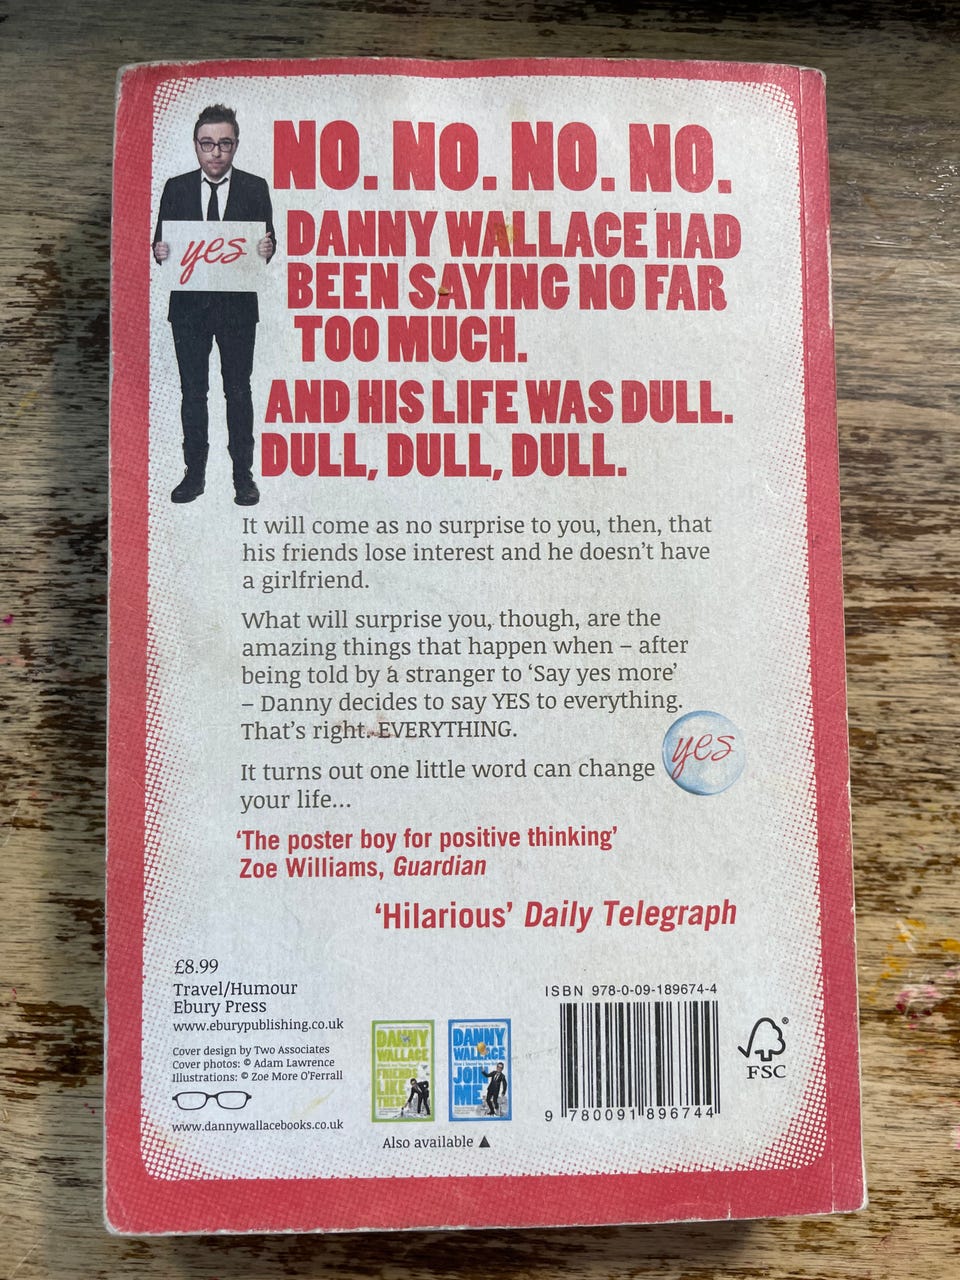 NO. NO. NO. NO.
DANNY WALLACE HAD
BEEN SAYING NO FAR
TOO MUCH.
AND HIS LIFE WAS DULL.
DULL, DULL, DULL.
yes
It will come as no surprise to you, then, that
his friends lose interest and he doesn't have
a girlfriend.
What will surprise you, though, are the
amazing things that happen when – after
being told by a stranger to ‘Say yes more’
– Danny decides to say YES to everything.
That's right. EVERYTHING.
It turns out one little word can change
your life...
yes
‘The poster boy for positive thinking’
Zoe Williams, Guardian
‘Hilarious’ Daily Telegraph
£8.99
Travel/Humour
Ebury Press
www.eburypublishing.co.uk
Cover design by Two Associates
Cover photos: © Adam Lawrence
Illustrations: © Zoe More O'Ferrall
www.dannywallacebooks.co.uk
DANNY
WALLACE
FRIENDS
LIKE
THESE
DANNY
WALLACE
JOIN
ME
Also available ▲
ISBN 978-0-09-189674-4
9 780091 896744
®
FSC